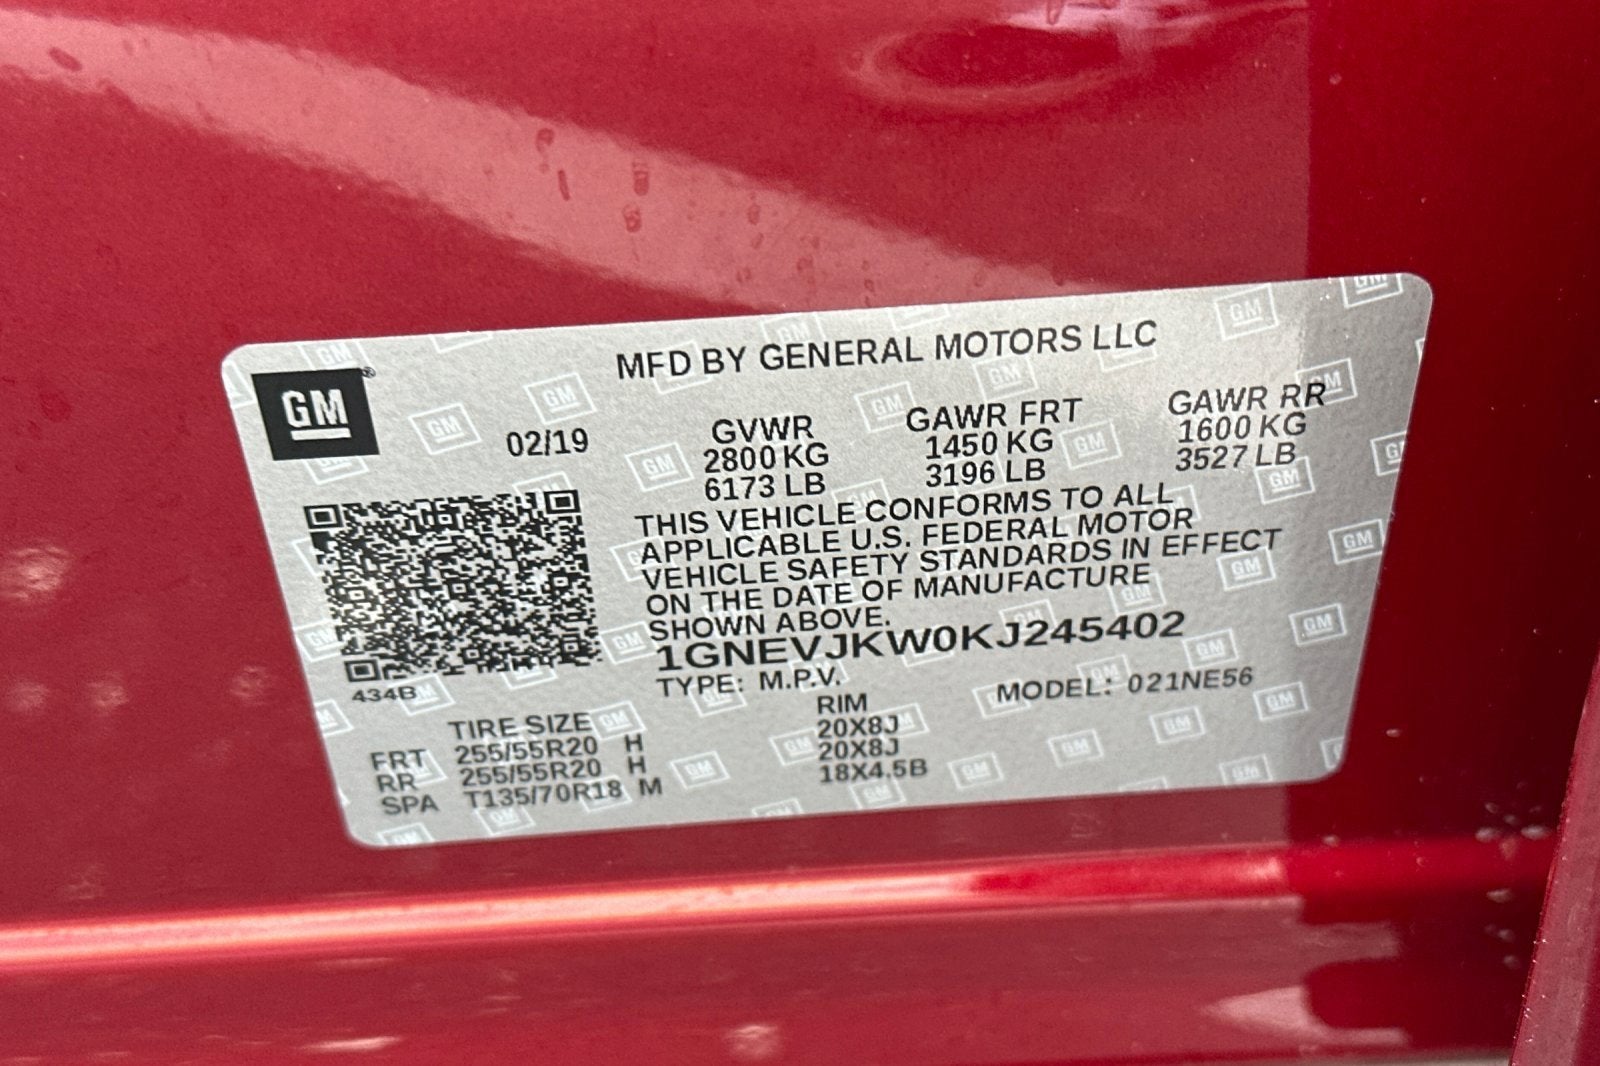 MFD BY GENERAL MOTORS LLC
GM®
02/19
GVWR GAWR FRT GAWR RR
2800 KG 1450 KG 1600 KG
6173 LB 3196 LB 3527 LB
THIS VEHICLE CONFORMS TO ALL
APPLICABLE U.S. FEDERAL MOTOR
VEHICLE SAFETY STANDARDS IN EFFECT
ON THE DATE OF MANUFACTURE
SHOWN ABOVE.
1GNEVJKW0KJ245402
434B
TYPE: M.P.V. MODEL: 021NE56
TIRE SIZE RIM
FRT 255/55R20 H 20X8J
RR 255/55R20 H 20X8J
SPA T135/70R18 M 18X4.5B